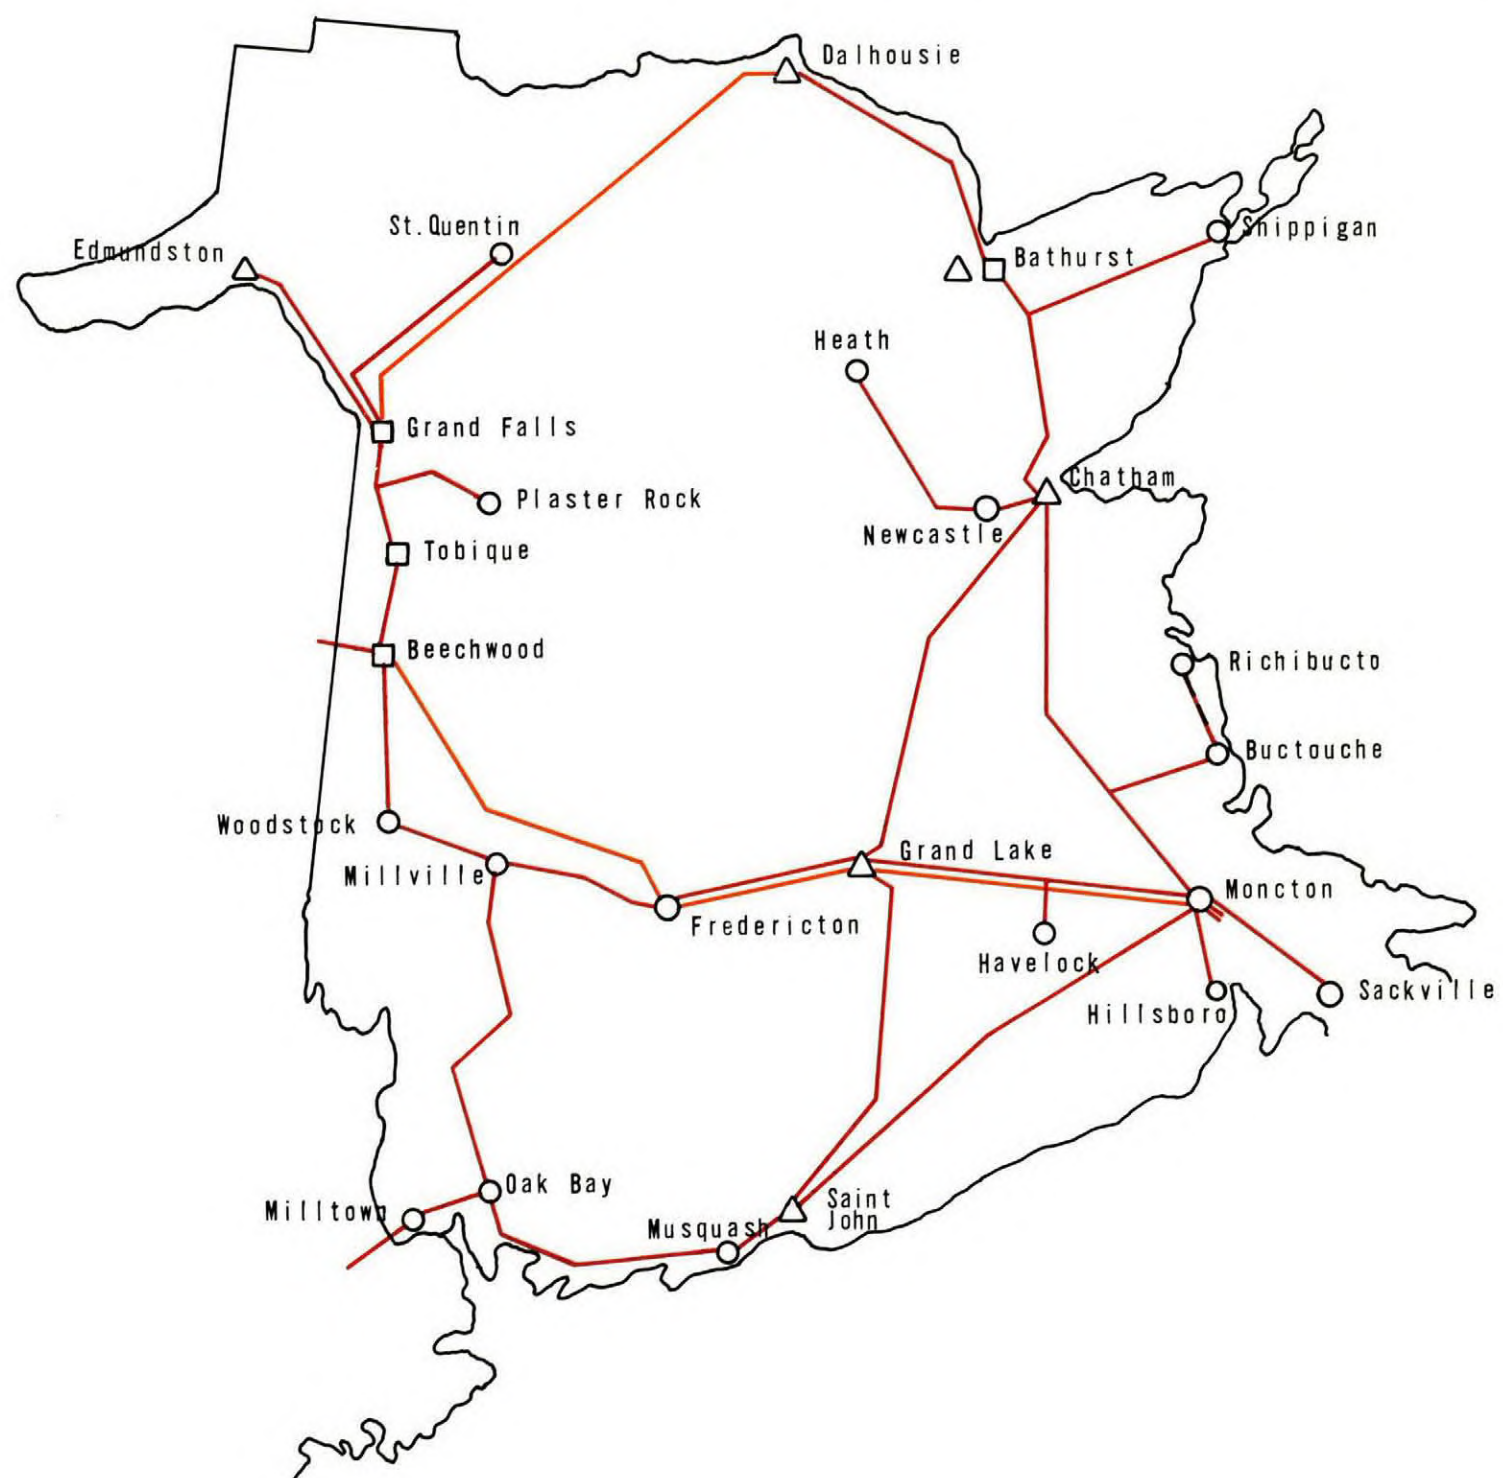 Dalhousie
St.Quentin
Shippigan
Edmundston
Bathurst
Heath
Grand Falls
Chatham
Plaster Rock
Newcastle
Tobique
Beechwood
Richibucto
Buctouche
Woodstock
Grand Lake
Millville
Moncton
Fredericton
Havelock
Sackville
Hillsboro
Oak Bay
Milltown
Saint
John
Musquash